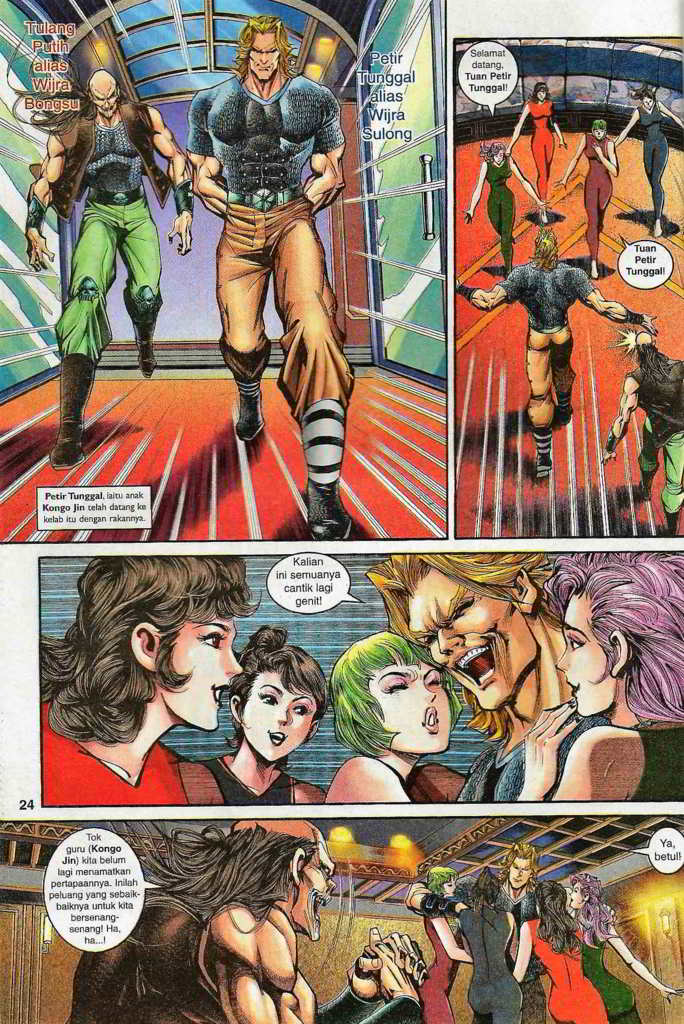 Tulang
Putih
alias
Wijra
Bongsu
Petir
Tunggal
alias
Wijra
Sulong
Petir Tunggal, iaitu anak
Kongo Jin telah datang ke
kelab itu dengan rakannya.
Selamat
datang,
Tuan Petir
Tunggal!
Tuan
Petir
Tunggal!
Kalian
ini semuanya
cantik lagi
genit!
24
Tok
guru (Kongo
Jin) kita belum
lagi menamatkan
pertapaannya. Inilah
peluang yang sebaik-
baiknya untuk kita
bersenang-
senang! Ha,
ha...!
Ya,
betul!